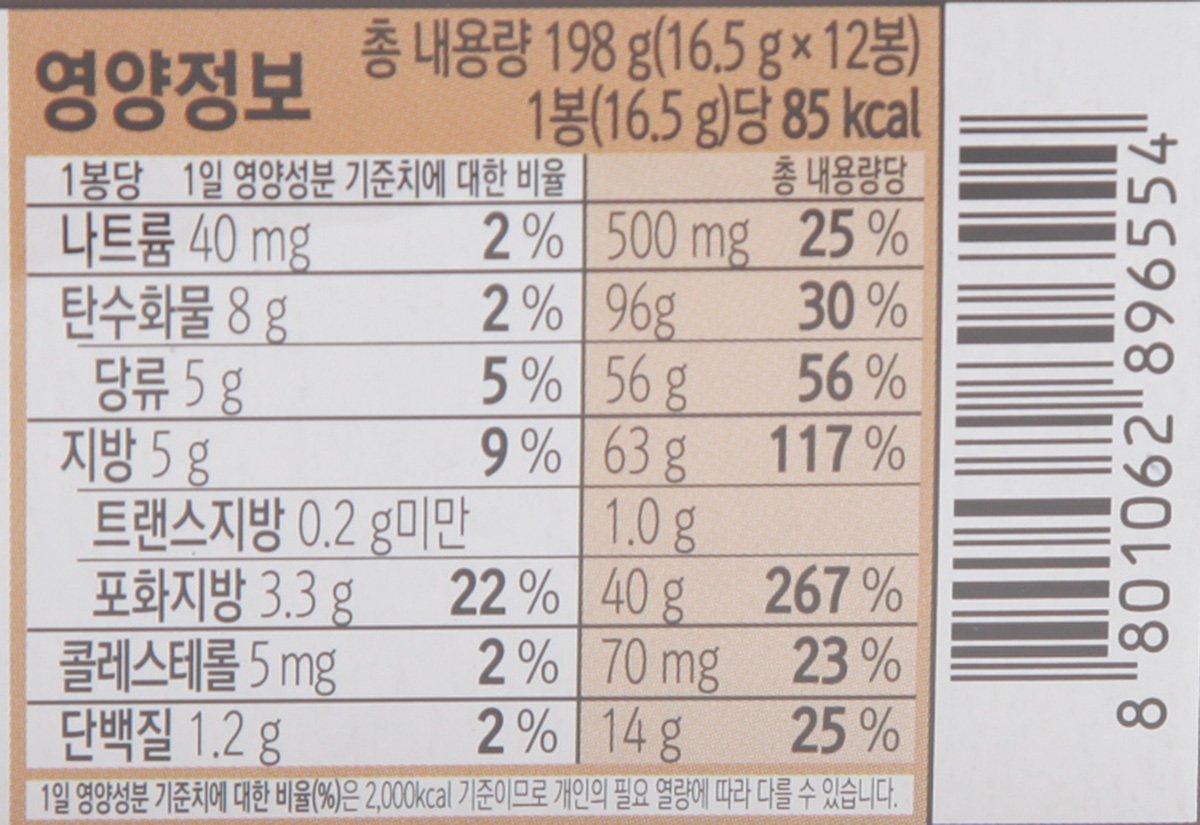 영양정보
총 내용량 198 g(16.5 g × 12봉)
1봉(16.5 g)당 85 kcal
1봉당 1일 영양성분 기준치에 대한 비율 총 내용량당
나트륨 40 mg 2 % 500 mg 25 %
탄수화물 8 g 2 % 96g 30 %
당류 5 g 5 % 56 g 56 %
지방 5 g 9 % 63 g 117 %
트랜스지방 0.2 g미만 1.0 g
포화지방 3.3 g 22 % 40 g 267 %
콜레스테롤 5 mg 2 % 70 mg 23 %
단백질 1.2 g 2 % 14 g 25 %
1일 영양성분 기준치에 대한 비율(%)은 2,000kcal 기준이므로 개인의 필요 열량에 따라 다를 수 있습니다.
8 801062 896554